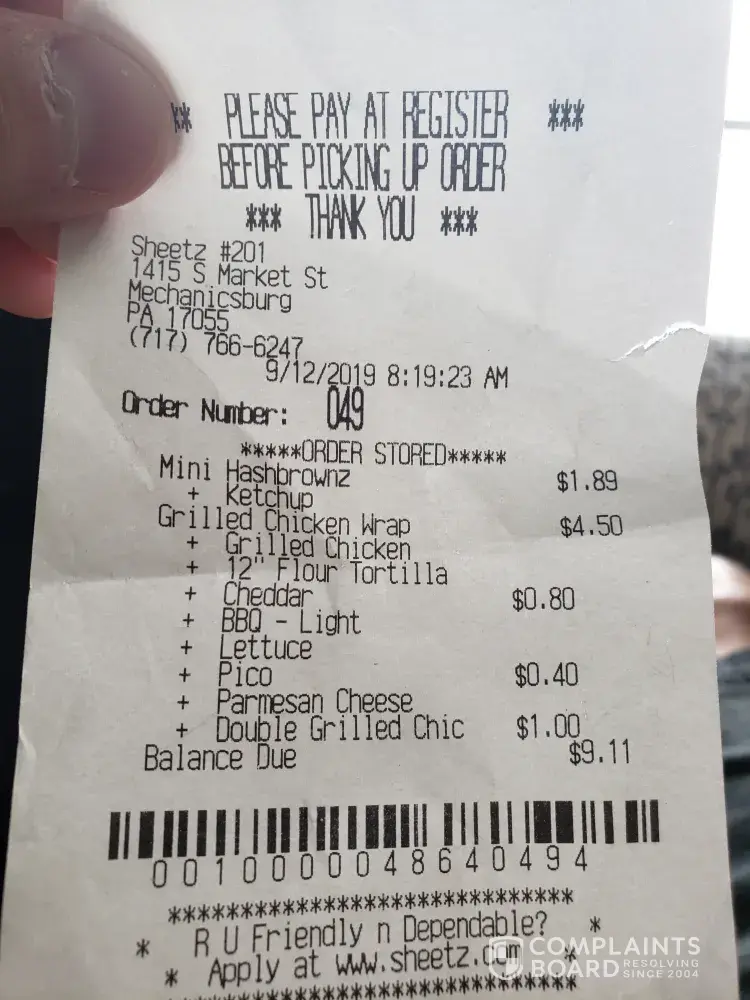 ** PLEASE PAY AT REGISTER ***
BEFORE PICKING UP ORDER
*** THANK YOU ***
Sheetz #201
1415 S Market St
Mechanicsburg
PA 17055
(717) 766-6247
9/12/2019 8:19:23 AM
Order Number: 049
*****ORDER STORED*****
Mini Hashbrownz $1.89
+ Ketchup
Grilled Chicken Wrap $4.50
+ Grilled Chicken
+ 12" Flour Tortilla
+ Cheddar $0.80
+ BBQ - Light
+ Lettuce
+ Pico $0.40
+ Parmesan Cheese
+ Double Grilled Chic $1.00
Balance Due $9.11
0010000048640494
******************************
* R U Friendly n Dependable? *
* Apply at www.sheetz.com *
******************************
COMPLAINTS
BOARD RESOLVING
SINCE 2004